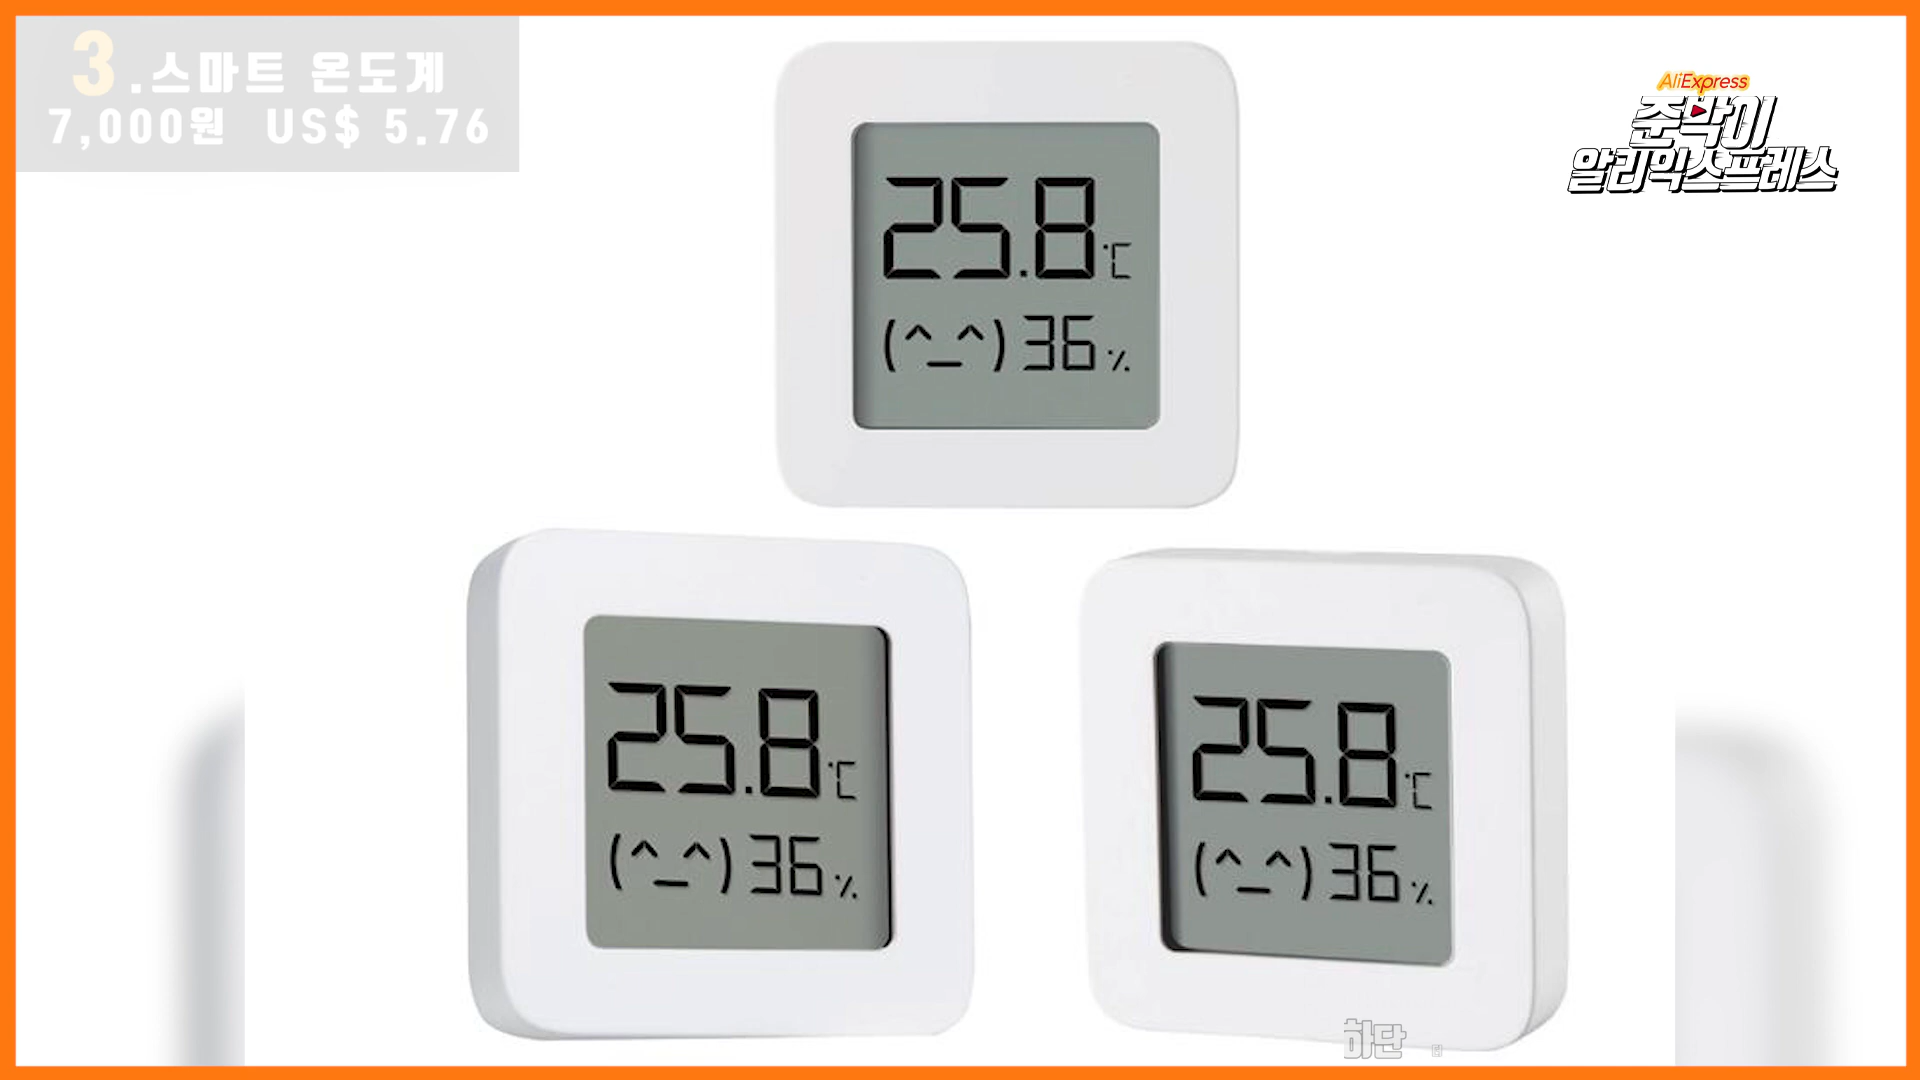 3.스마트 온도계
7,000원 US$ 5.76
AliExpress
준박이
알리익스프레스
25.8℃
(^_^) 36%
25.8℃
(^_^) 36%
25.8℃
(^_^) 36%
하단